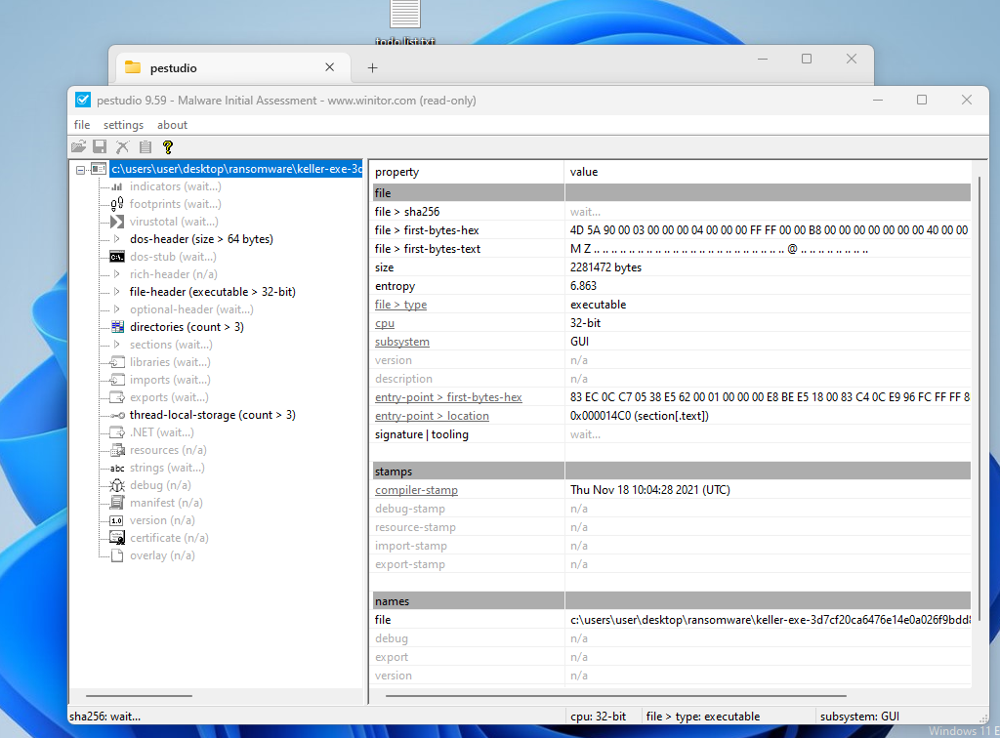 todo list.txt
pestudio
pestudio 9.59 - Malware Initial Assessment - www.winitor.com (read-only)
file settings about
c:\users\user\desktop\ransomware\keller-exe-3d
indicators (wait...)
footprints (wait...)
virustotal (wait...)
dos-header (size > 64 bytes)
dos-stub (wait...)
rich-header (n/a)
file-header (executable > 32-bit)
optional-header (wait...)
directories (count > 3)
sections (wait...)
libraries (wait...)
imports (wait...)
exports (wait...)
thread-local-storage (count > 3)
.NET (wait...)
resources (n/a)
abc strings (wait...)
debug (n/a)
manifest (n/a)
1.0 version (n/a)
certificate (n/a)
overlay (n/a)
property value
file
file > sha256 wait...
file > first-bytes-hex 4D 5A 90 00 03 00 00 00 04 00 00 00 FF FF 00 00 B8 00 00 00 00 00 00 00 40 00 00
file > first-bytes-text M Z .. .. .. .. .. .. .. .. .. .. .. .. .. .. .. .. .. .. .. .. .. .. @ .. .. .. .. .. .. .. ..
size 2281472 bytes
entropy 6.863
file > type executable
cpu 32-bit
subsystem GUI
version n/a
description n/a
entry-point > first-bytes-hex 83 EC 0C C7 05 38 E5 62 00 01 00 00 00 E8 BE E5 18 00 83 C4 0C E9 96 FC FF FF 8
entry-point > location 0x000014C0 (section[.text])
signature | tooling wait...
stamps
compiler-stamp Thu Nov 18 10:04:28 2021 (UTC)
debug-stamp n/a
resource-stamp n/a
import-stamp n/a
export-stamp n/a
names
file c:\users\user\desktop\ransomware\keller-exe-3d7cf20ca6476e14e0a026f9bdd8
debug n/a
export n/a
version n/a
sha256: wait... cpu: 32-bit file > type: executable subsystem: GUI
Windows 11 E